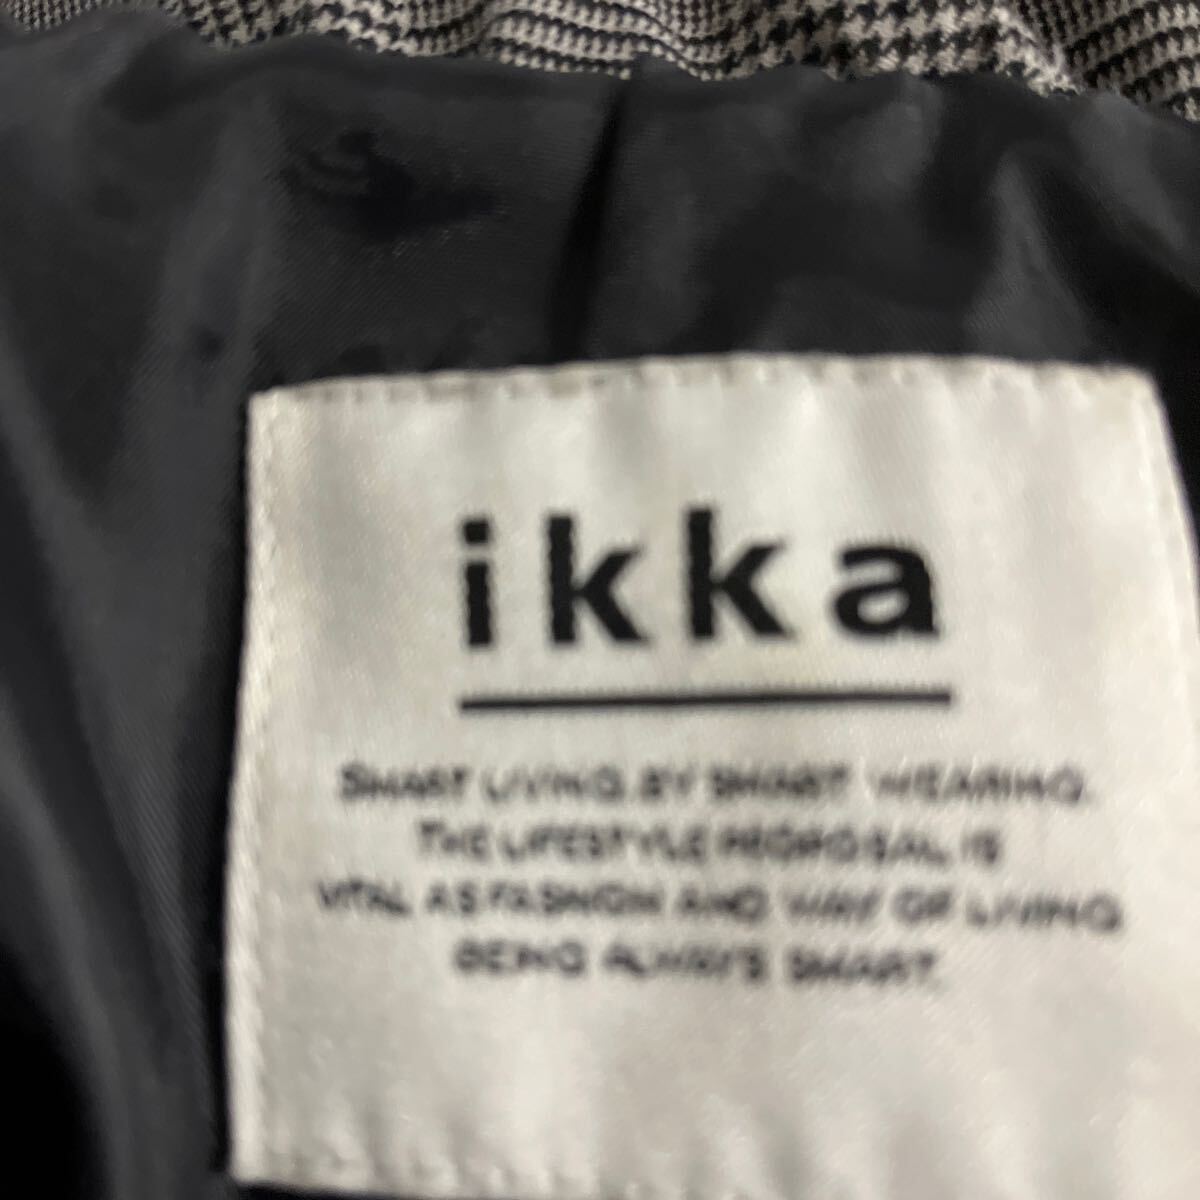 ikka
SMART LIVING BY SMART WEARING.
THE LIFESTYLE PROPOSAL IS
VITAL AS FASHION AND WAY OF LIVING
BEING ALWAYS SMART.